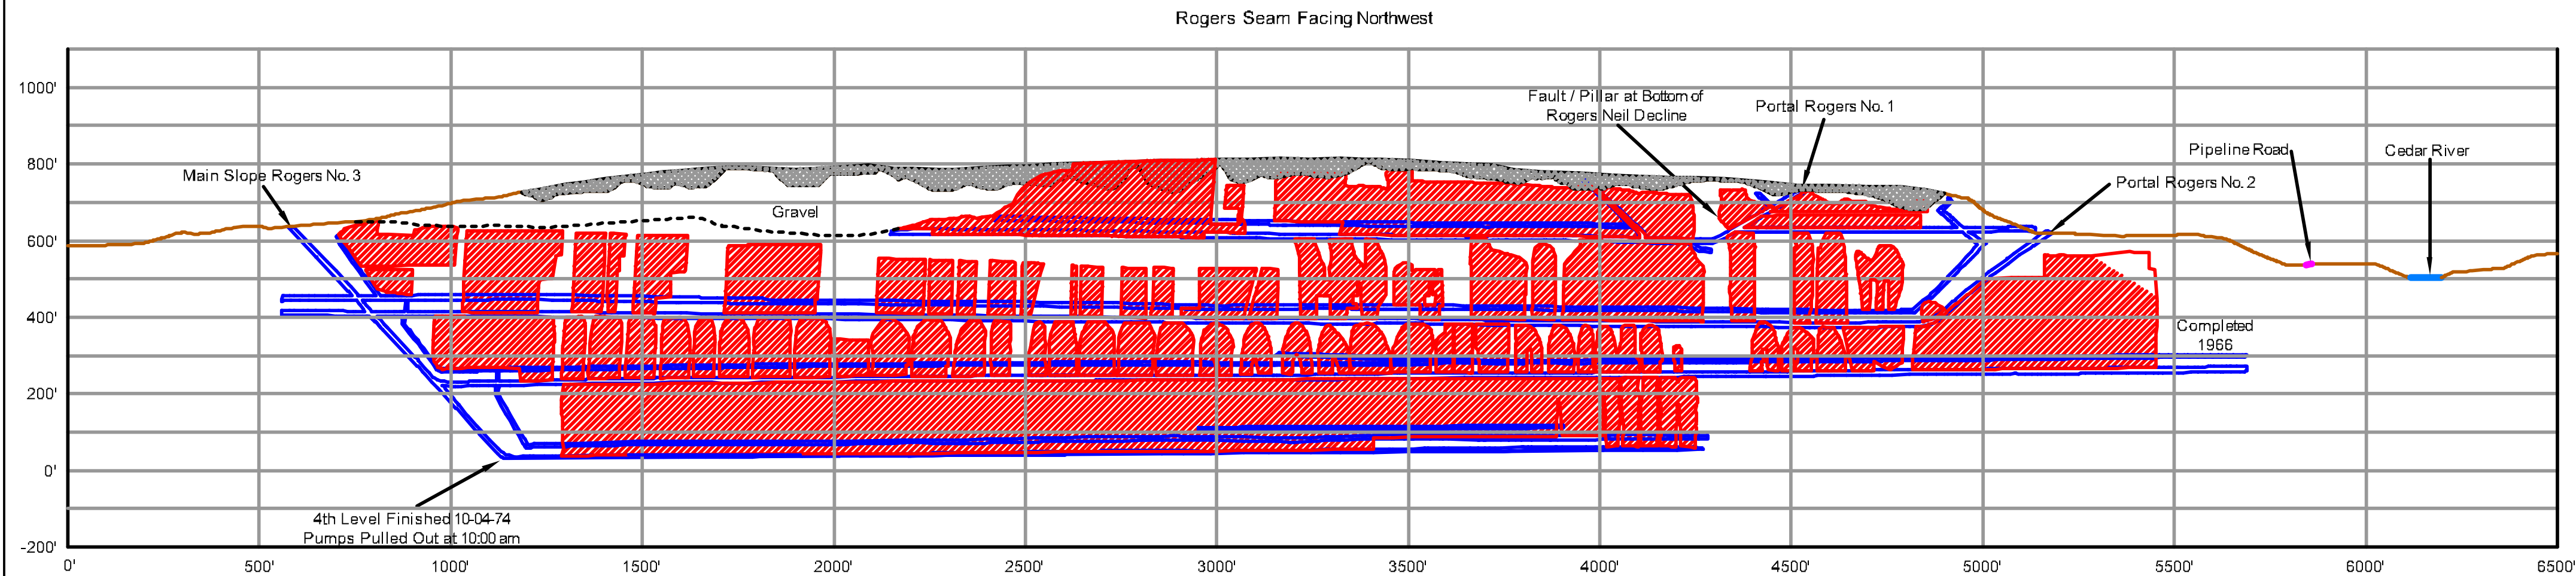 Rogers Seam Facing Northwest
1000'
800'
600'
400'
200'
0'
-200'
Main Slope Rogers No. 3
Gravel
Fault / Pillar at Bottom of
Rogers Neil Decline
Portal Rogers No. 1
Pipeline Road
Cedar River
Portal Rogers No. 2
Completed
1966
4th Level Finished 10-04-74
Pumps Pulled Out at 10:00 am
0'
500'
1000'
1500'
2000'
2500'
3000'
3500'
4000'
4500'
5000'
5500'
6000'
6500'